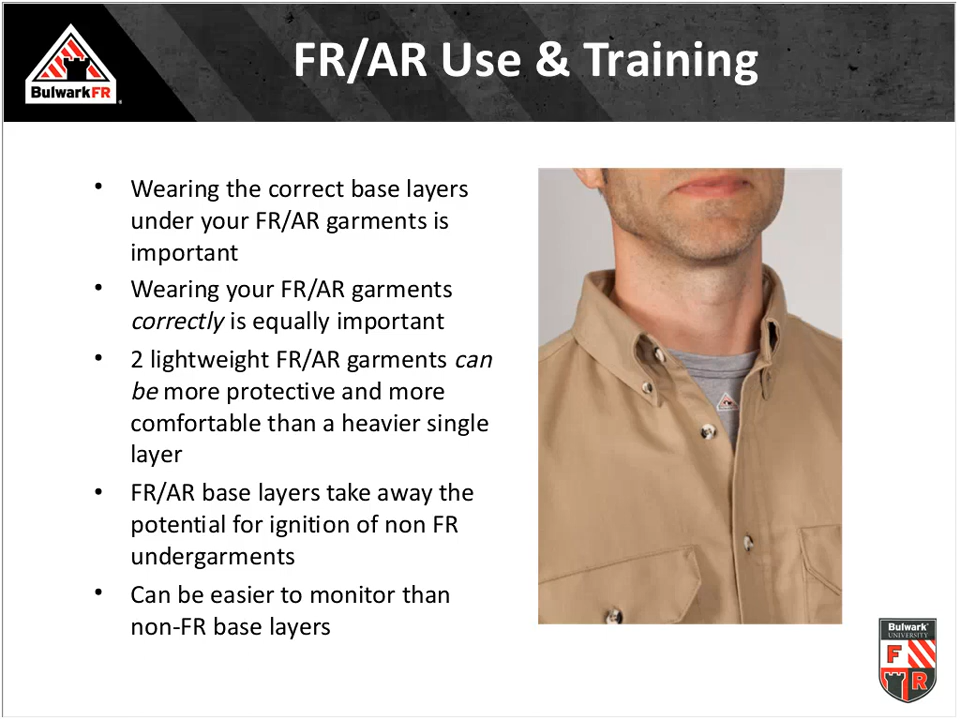 FR/AR Use & Training
BulwarkFR
• Wearing the correct base layers
under your FR/AR garments is
important
• Wearing your FR/AR garments
correctly is equally important
• 2 lightweight FR/AR garments can
be more protective and more
comfortable than a heavier single
layer
• FR/AR base layers take away the
potential for ignition of non FR
undergarments
• Can be easier to monitor than
non-FR base layers
Bulwark®
UNIVERSITY
F
R